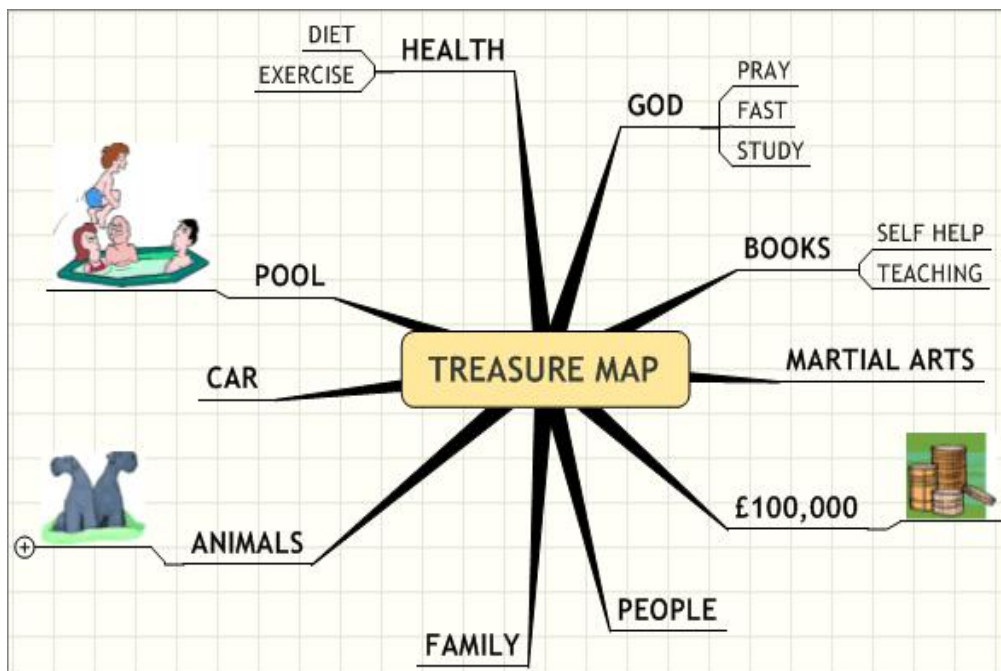 DIET
HEALTH
EXERCISE
PRAY
GOD
FAST
STUDY
SELF HELP
BOOKS
TEACHING
POOL
TREASURE MAP
MARTIAL ARTS
CAR
£100,000
ANIMALS
PEOPLE
FAMILY